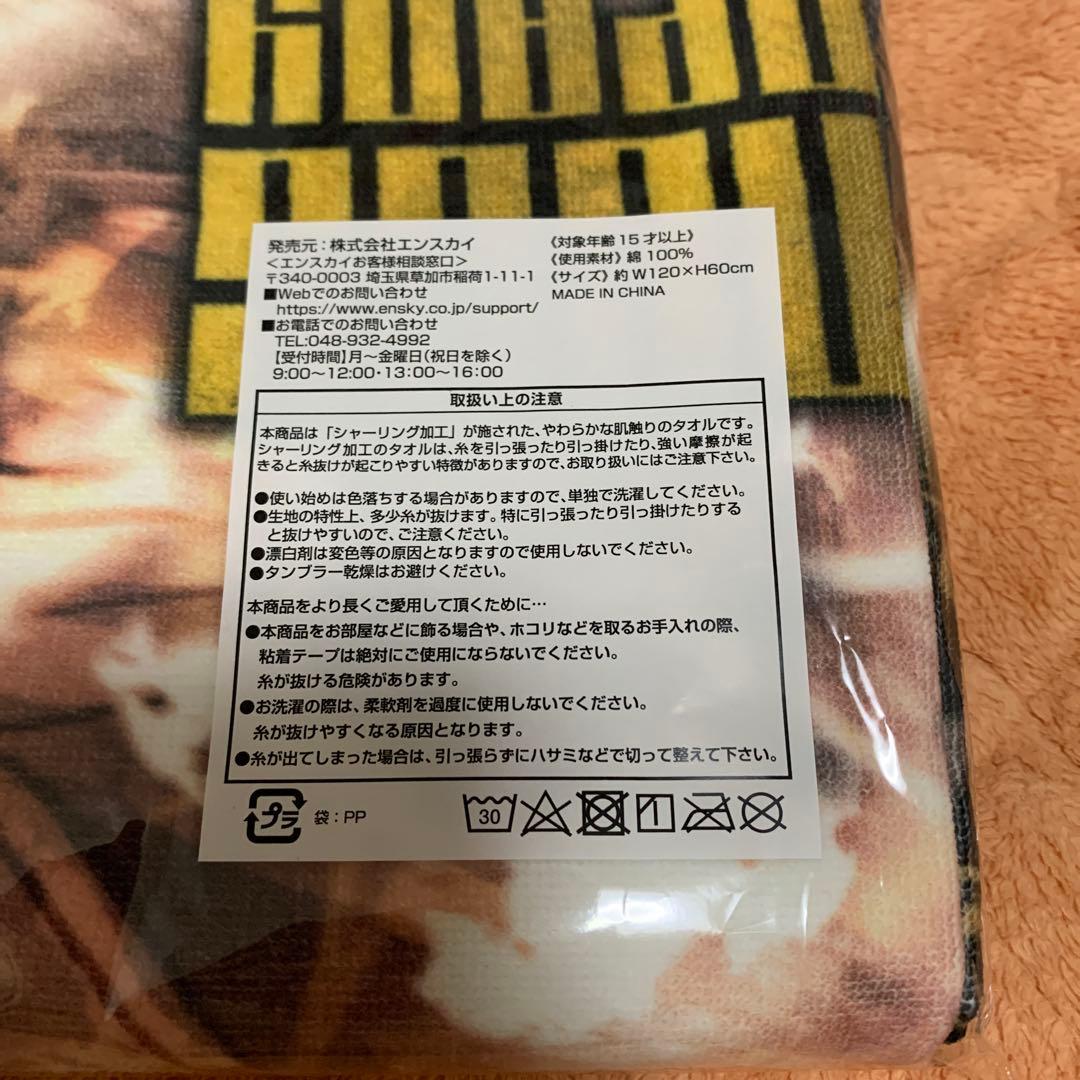 発売元：株式会社エンスカイ
＜エンスカイお客様相談窓口＞
〒340-0003 埼玉県草加市稲荷1-11-1
■Webでのお問い合わせ
https://www.ensky.co.jp/support/
■お電話でのお問い合わせ
TEL:048-932-4992
【受付時間】月～金曜日（祝日を除く）
9:00～12:00・13:00～16:00
《対象年齢15才以上》
《使用素材》綿100%
《サイズ》約 W120×H60cm
MADE IN CHINA
取扱い上の注意
本商品は「シャーリング加工」が施された、やわらかな肌触りのタオルです。
シャーリング加工のタオルは、糸を引っ張ったり引っ掛けたり、強い摩擦が起
きると糸抜けが起こりやすい特徴がありますので、お取り扱いにはご注意下さい。
●使い始めは色落ちする場合がありますので、単独で洗濯してください。
●生地の特性上、多少糸が抜けます。特に引っ張ったり引っ掛けたりする
と抜けやすいので、ご注意ください。
●漂白剤は変色等の原因となりますので使用しないでください。
●タンブラー乾燥はお避けください。
本商品をより長くご愛用して頂くために…
●本商品をお部屋などに飾る場合や、ホコリなどを取るお手入れの際、
粘着テープは絶対にご使用にならないでください。
糸が抜ける危険があります。
●お洗濯の際は、柔軟剤を過度に使用しないでください。
糸が抜けやすくなる原因となります。
●糸が出てしまった場合は、引っ張らずにハサミなどで切って整えて下さい。
プラ 袋：PP
30